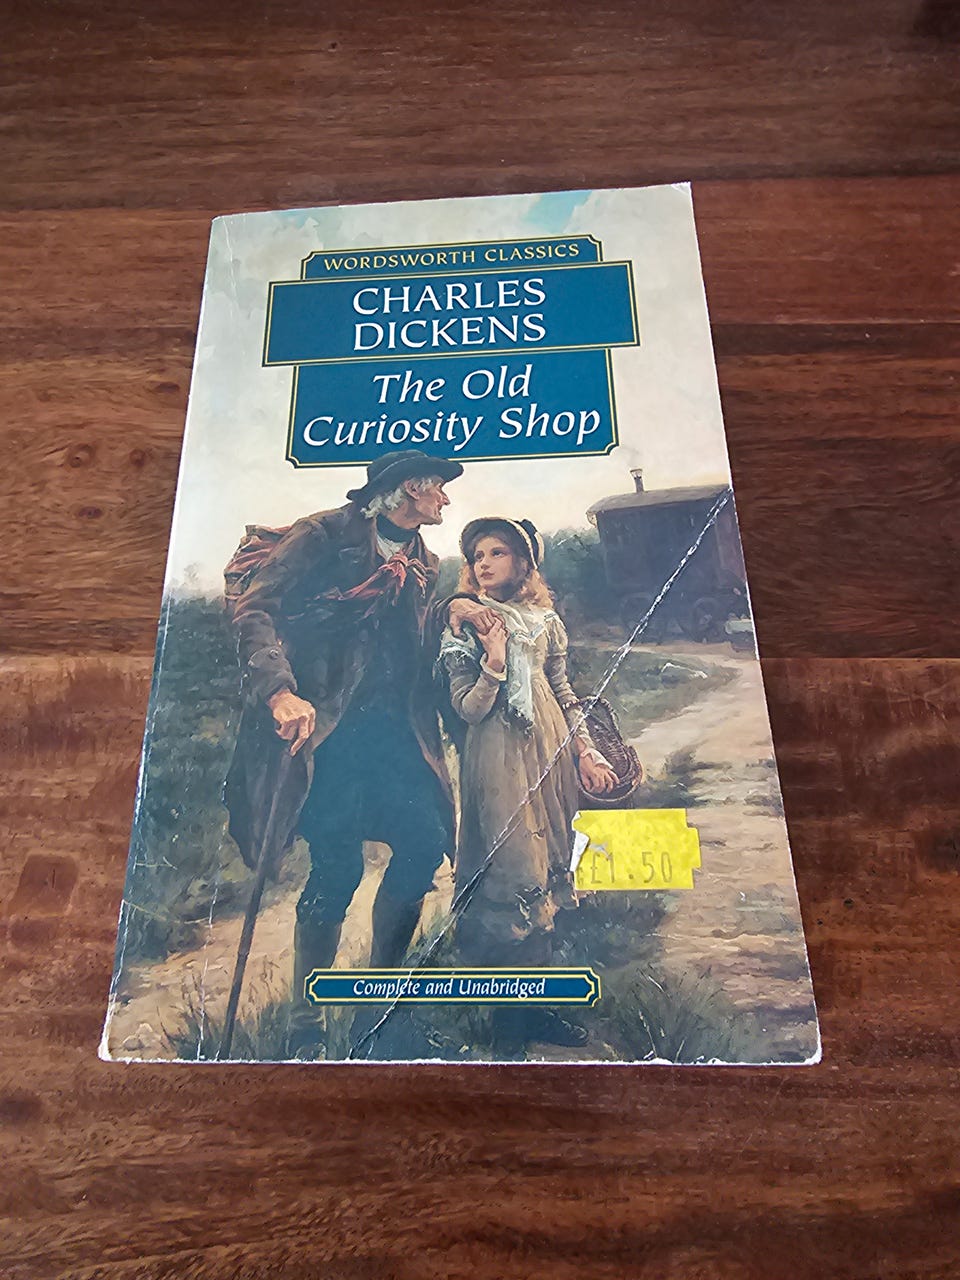 WORDSWORTH CLASSICS
CHARLES
DICKENS
The Old
Curiosity Shop
£1.50
Complete and Unabridged